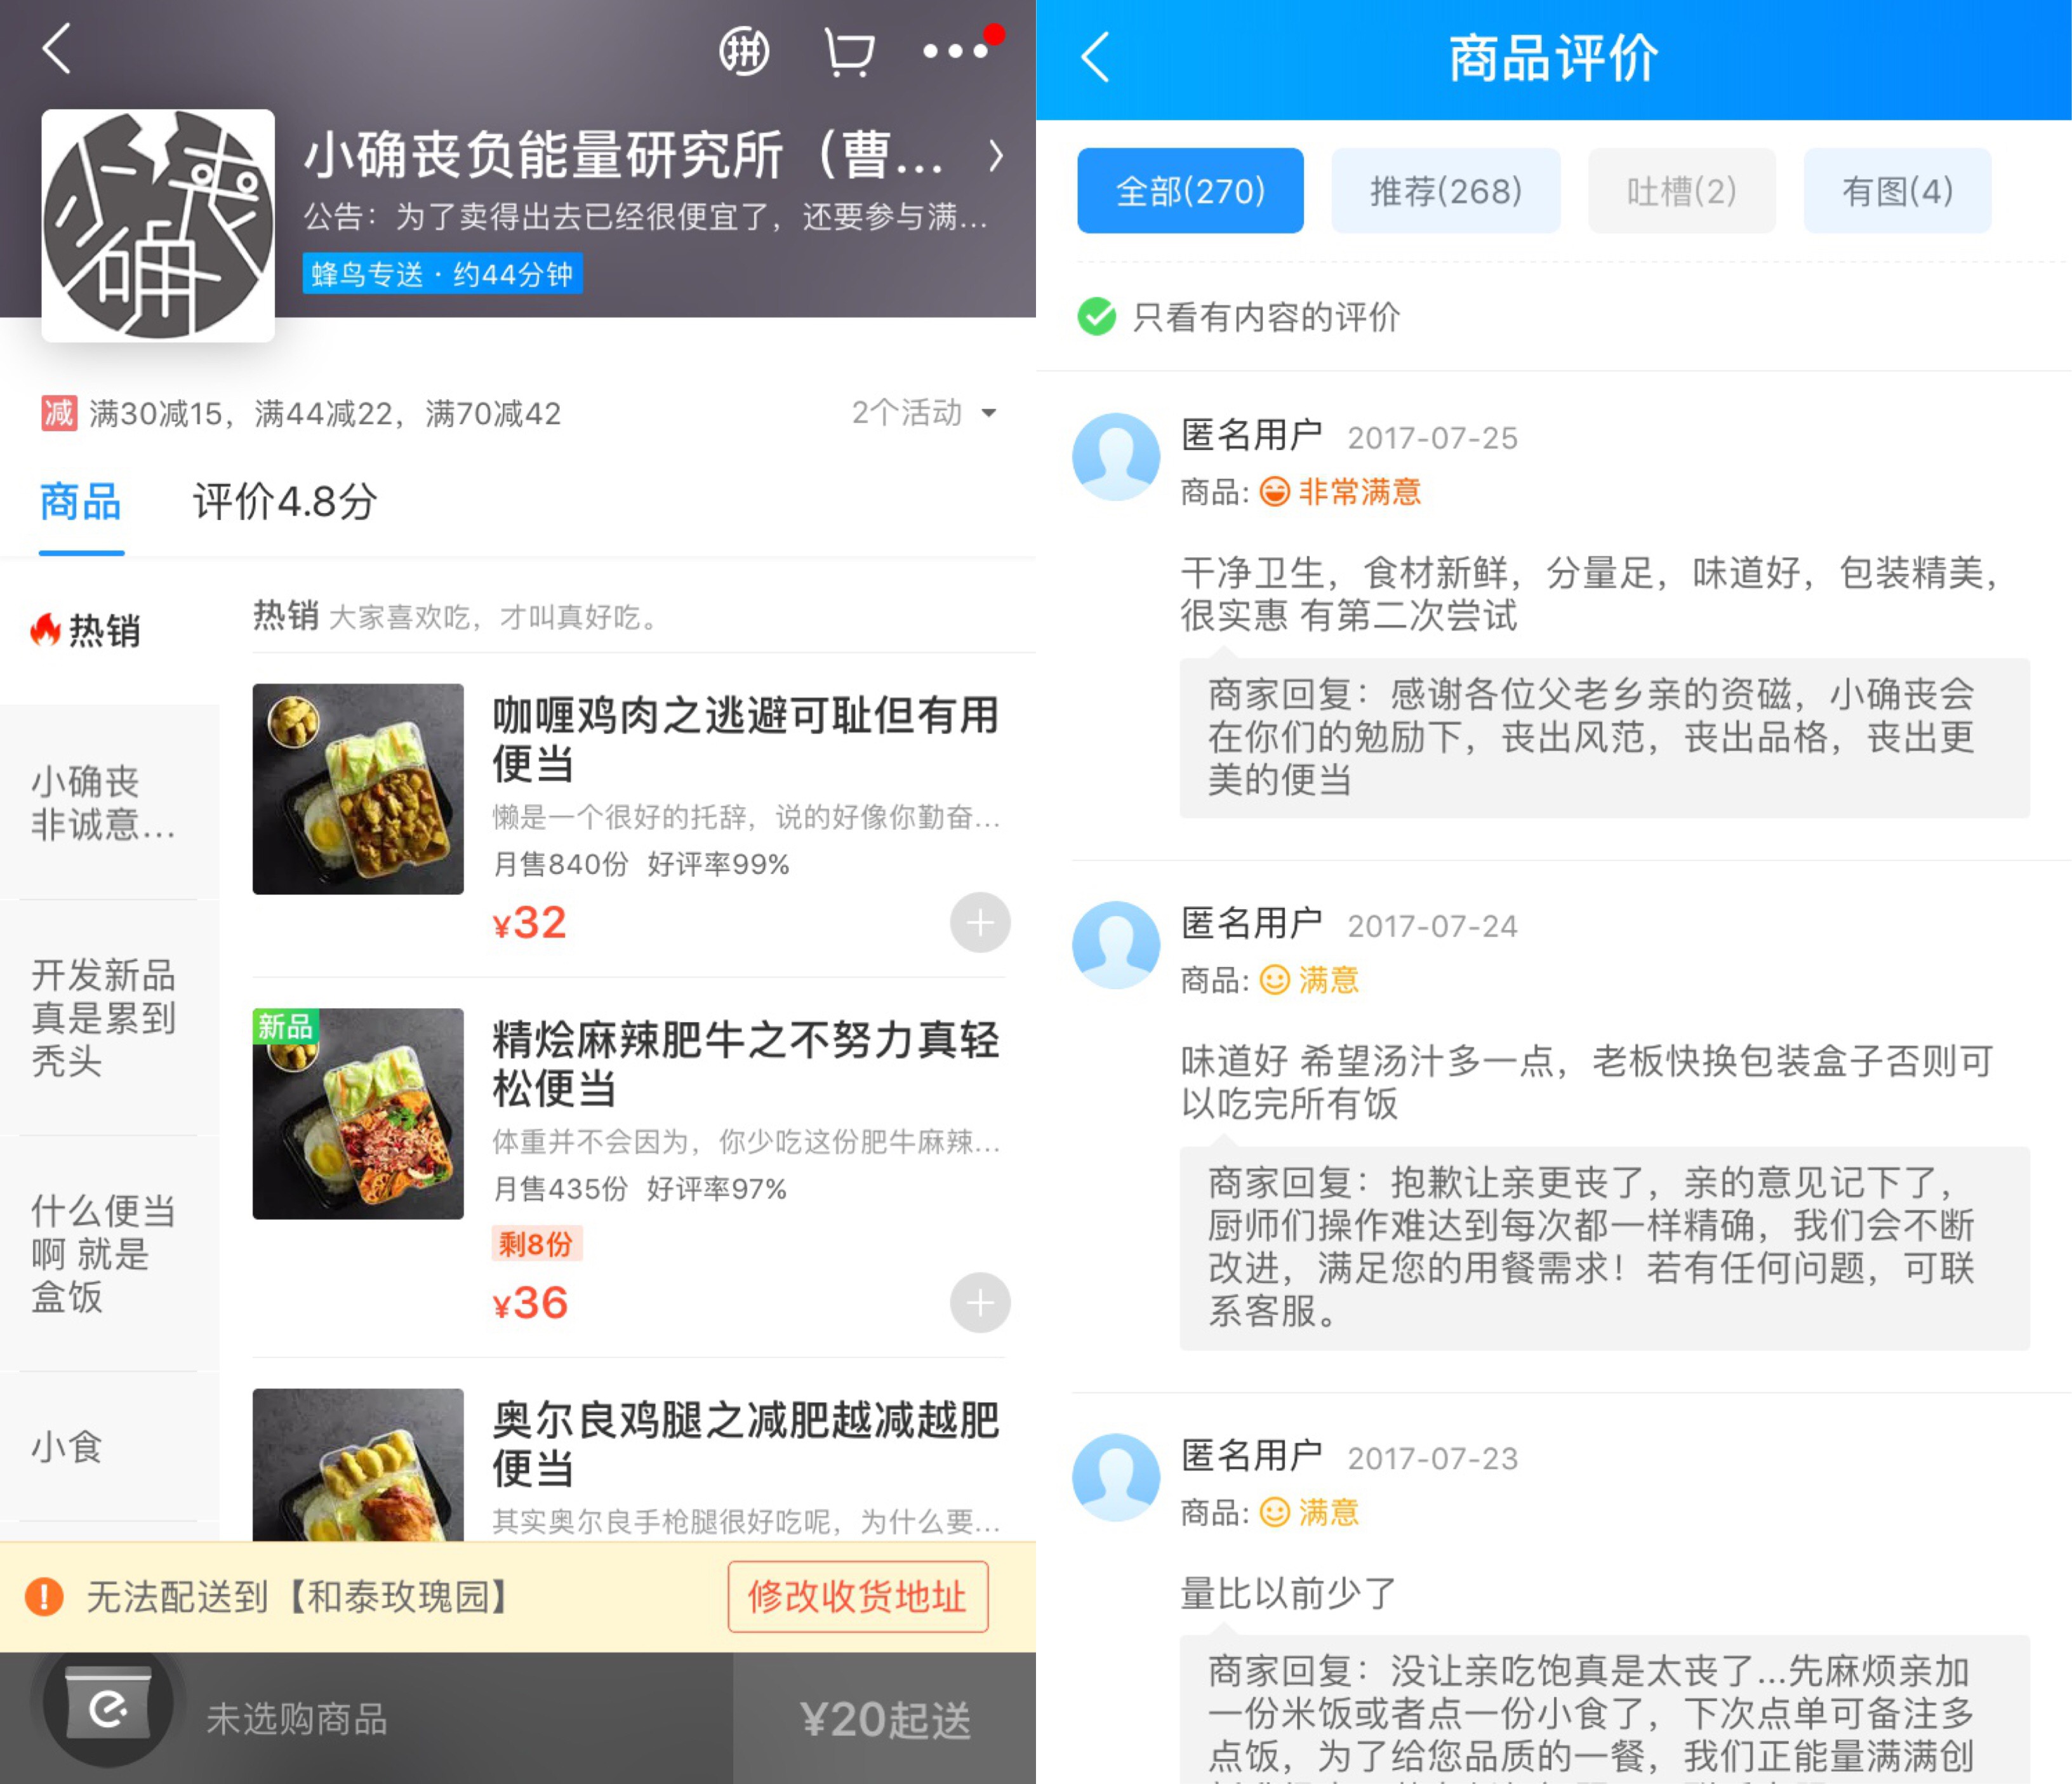 拼
小确丧
小确丧负能量研究所（曹...
公告：为了卖得出去已经很便宜了，还要参与满...
蜂鸟专送 · 约44分钟
减 满30减15，满44减22，满70减42
2个活动
商品
评价4.8分
热销
小确丧
非诚意...
开发新品
真是累到
秃头
什么便当
啊 就是
盒饭
小食
热销 大家喜欢吃，才叫真好吃。
咖喱鸡肉之逃避可耻但有用
便当
懒是一个很好的托辞，说的好像你勤奋...
月售840份 好评率99%
¥32
新品
精烩麻辣肥牛之不努力真轻
松便当
体重并不会因为，你少吃这份肥牛麻辣...
月售435份 好评率97%
剩8份
¥36
奥尔良鸡腿之减肥越减越肥
便当
其实奥尔良手枪腿很好吃呢，为什么要...
无法配送到【和泰玫瑰园】
修改收货地址
未选购商品
¥20起送
商品评价
全部(270)
推荐(268)
吐槽(2)
有图(4)
只看有内容的评价
匿名用户 2017-07-25
商品: 非常满意
干净卫生，食材新鲜，分量足，味道好，包装精美，
很实惠 有第二次尝试
商家回复：感谢各位父老乡亲的资磁，小确丧会
在你们的勉励下，丧出风范，丧出品格，丧出更
美的便当
匿名用户 2017-07-24
商品: 满意
味道好 希望汤汁多一点，老板快换包装盒子否则可
以吃完所有饭
商家回复：抱歉让亲更丧了，亲的意见记下了，
厨师们操作难达到每次都一样精确，我们会不断
改进，满足您的用餐需求！若有任何问题，可联
系客服。
匿名用户 2017-07-23
商品: 满意
量比以前少了
商家回复：没让亲吃饱真是太丧了...先麻烦亲加
一份米饭或者点一份小食了，下次点单可备注多
点饭，为了给您品质的一餐，我们正能量满满创